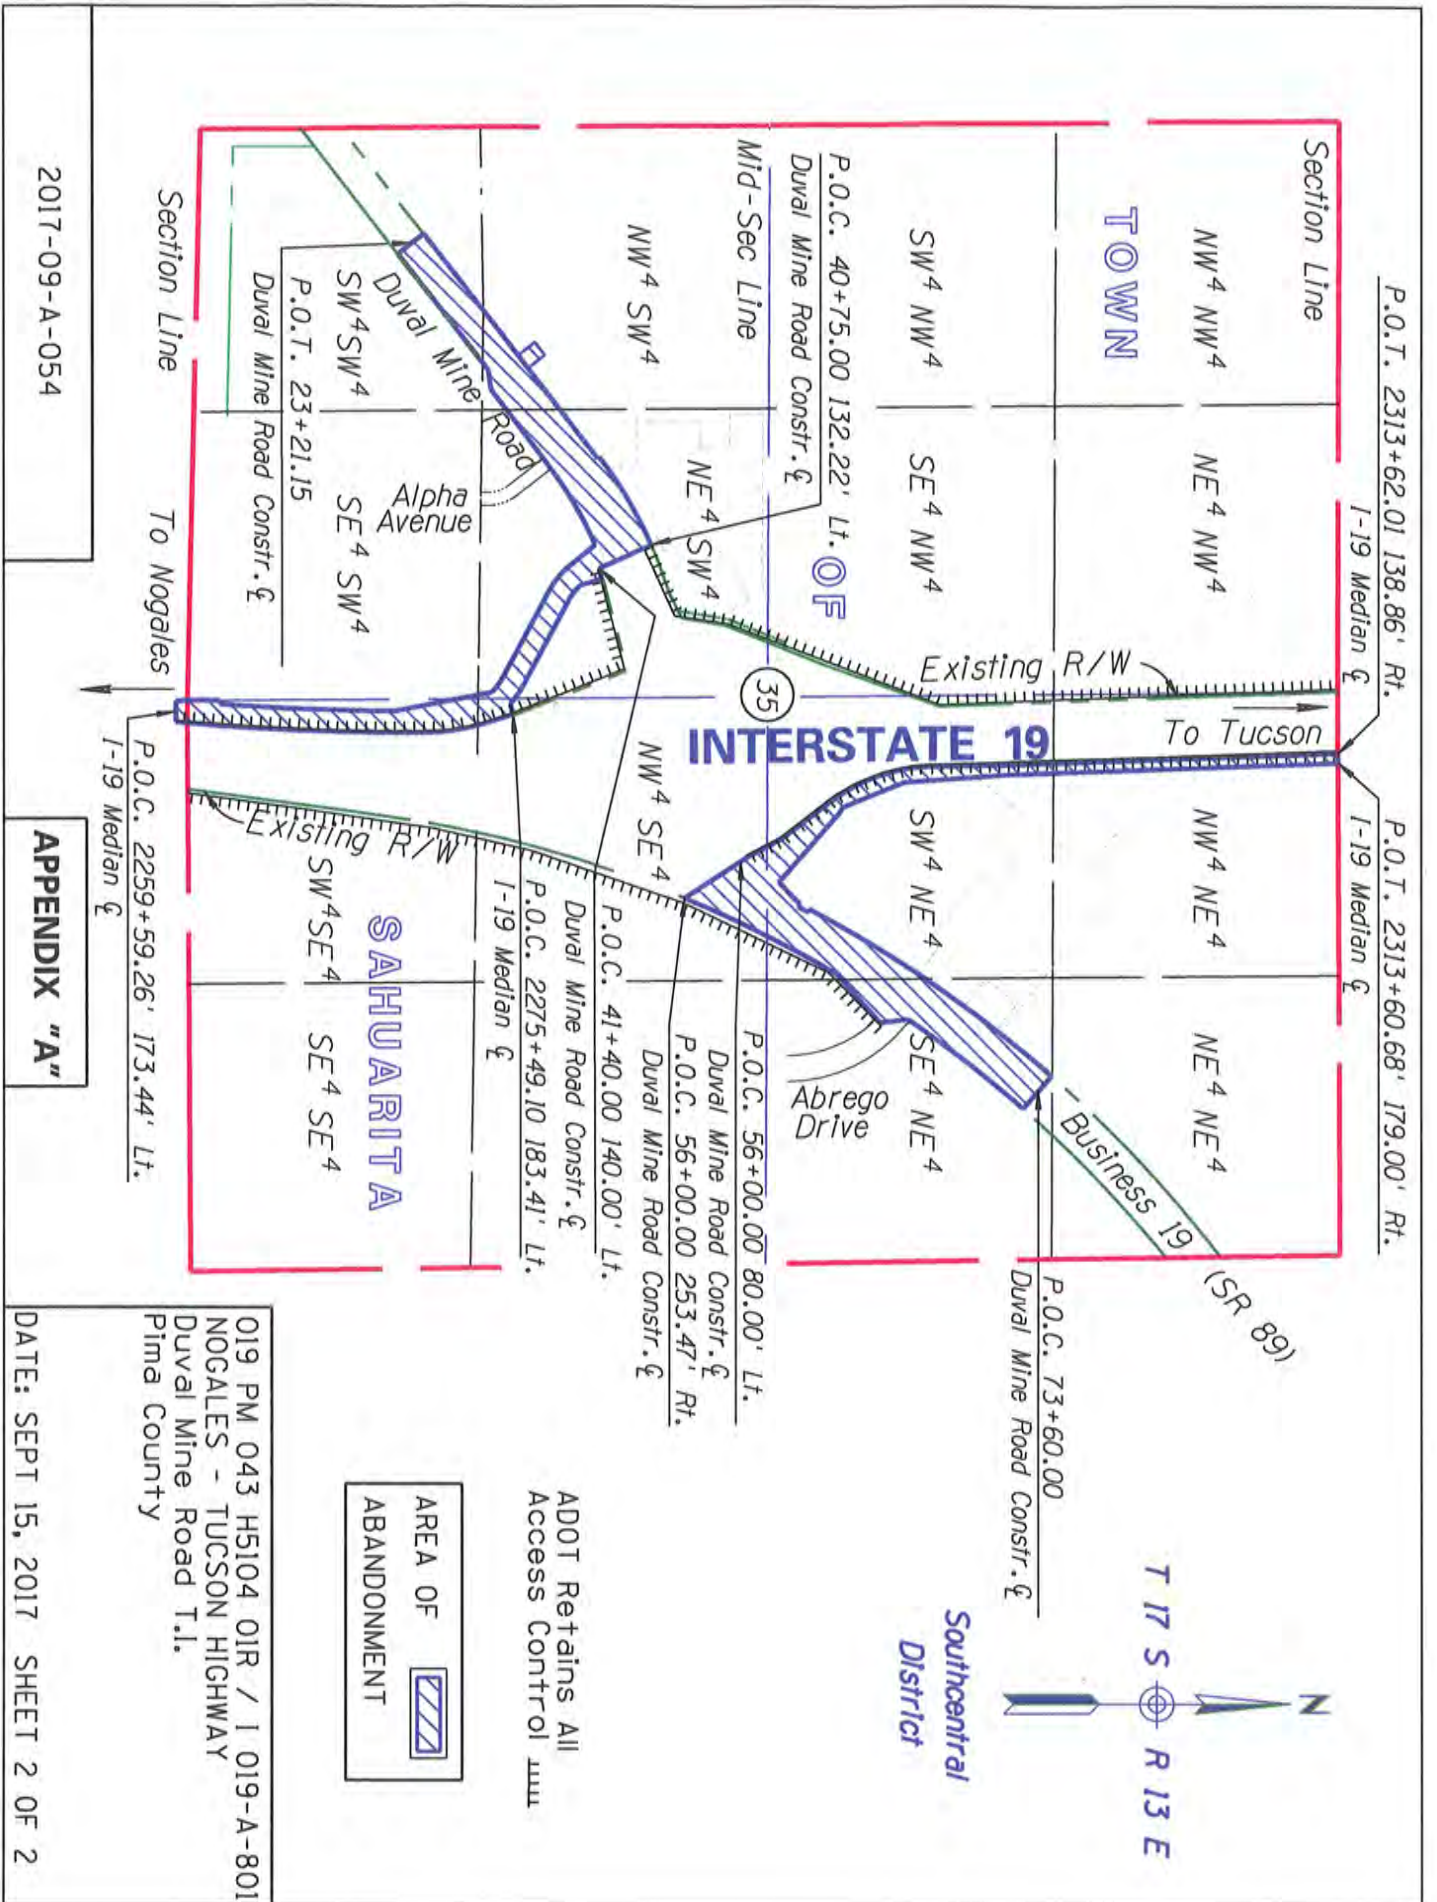 P.O.T. 2313+62.01 138.86' Rt.
I-19 Median ℄
P.O.T. 2313+60.68' 179.00' Rt.
I-19 Median ℄
Section Line
NW⁴ NW⁴
NE⁴ NW⁴
NW⁴ NE⁴
NE⁴ NE⁴
TOWN
To Tucson
Existing R/W
Business 19
(SR 89)
SW⁴ NW⁴
SE⁴ NW⁴
SW⁴ NE⁴
SE⁴ NE⁴
INTERSTATE 19
OF
P.O.C. 40+75.00 132.22' Lt.
Duval Mine Road Constr. ℄
Mid-Sec Line
35
Abrego
Drive
P.O.C. 73+60.00
Duval Mine Road Constr. ℄
P.O.C. 56+00.00 80.00' Lt.
Duval Mine Road Constr. ℄
P.O.C. 56+00.00 253.47' Rt.
Duval Mine Road Constr. ℄
NW⁴ SW⁴
NE⁴ SW⁴
NW⁴ SE⁴
P.O.C. 41+40.00 140.00' Lt.
Duval Mine Road Constr. ℄
P.O.C. 2275+49.10 183.41' Lt.
I-19 Median ℄
Duval Mine Road
Alpha
Avenue
SW⁴SW⁴
SE⁴ SW⁴
SW⁴SE⁴
SE⁴ SE⁴
SAHUARITA
Existing R/W
P.O.T. 23+21.15
Duval Mine Road Constr. ℄
Section Line
To Nogales
P.O.C. 2259+59.26' 173.44' Lt.
I-19 Median ℄
N
T 17 S R 13 E
Southcentral
District
ADOT Retains All
Access Control
AREA OF
ABANDONMENT
2017-09-A-054
APPENDIX "A"
019 PM 043 H5104 01R / I 019-A-801
NOGALES - TUCSON HIGHWAY
Duval Mine Road T.I.
Pima County
DATE: SEPT 15, 2017 SHEET 2 OF 2